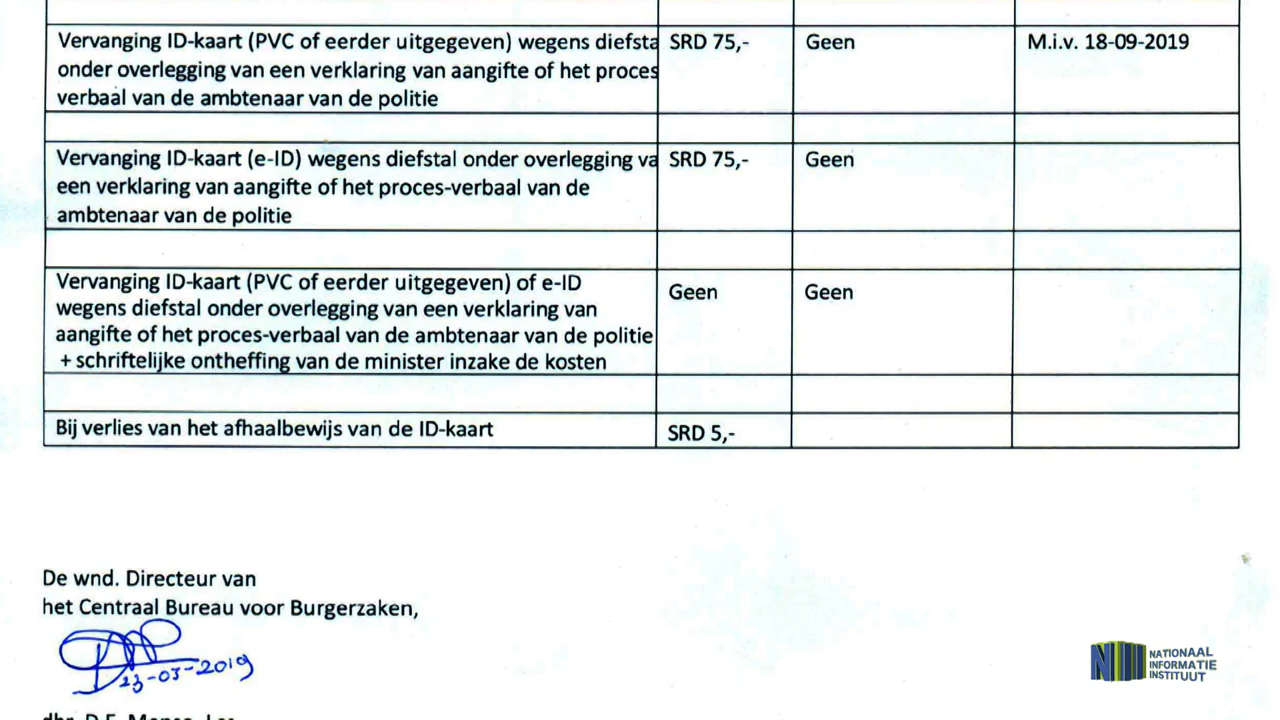 Vervanging ID-kaart (PVC of eerder uitgegeven) wegens diefsta SRD 75,- Geen M.i.v. 18-09-2019
onder overlegging van een verklaring van aangifte of het proces
verbaal van de ambtenaar van de politie
Vervanging ID-kaart (e-ID) wegens diefstal onder overlegging va SRD 75,- Geen
een verklaring van aangifte of het proces-verbaal van de
ambtenaar van de politie
Vervanging ID-kaart (PVC of eerder uitgegeven) of e-ID
wegens diefstal onder overlegging van een verklaring van Geen Geen
aangifte of het proces-verbaal van de ambtenaar van de politie
+ schriftelijke ontheffing van de minister inzake de kosten
Bij verlies van het afhaalbewijs van de ID-kaart SRD 5,-
De wnd. Directeur van
het Centraal Bureau voor Burgerzaken,
NATIONAAL
INFORMATIE
INSTITUUT